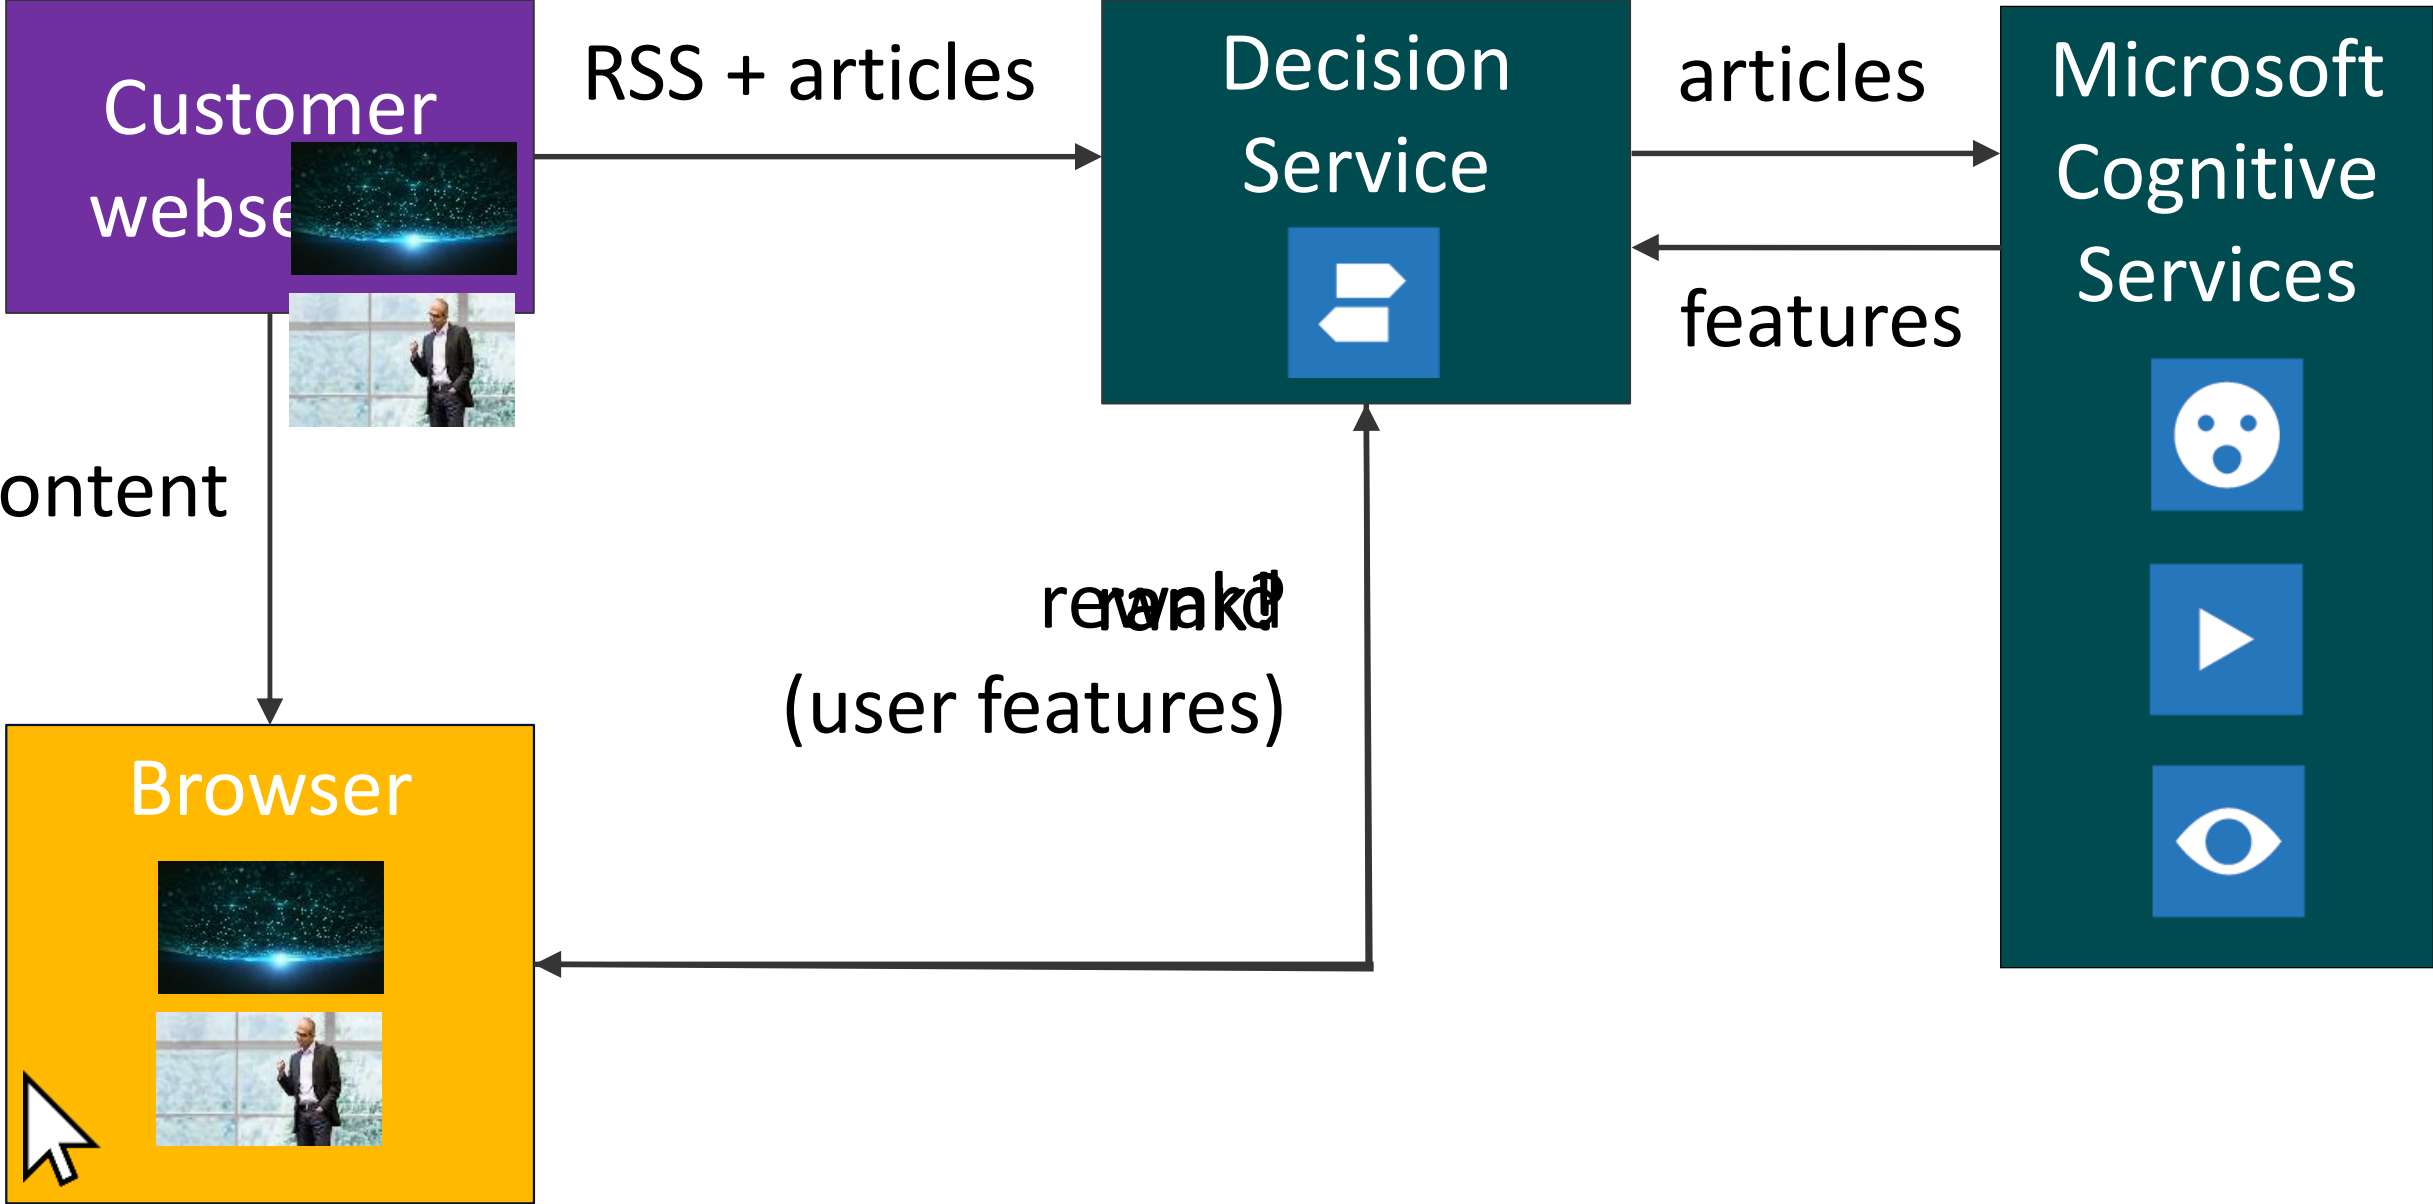 Customer
webse
RSS + articles
Decision
Service
articles
features
Microsoft
Cognitive
Services
ontent
(user features)
Browser